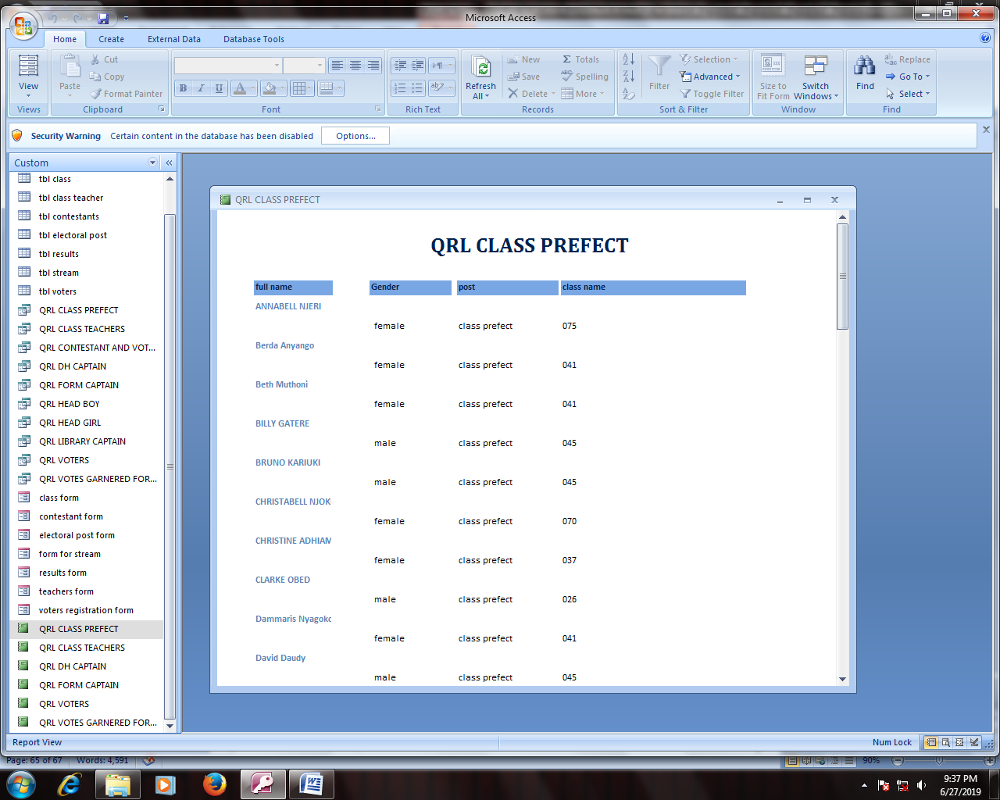 Microsoft Access
Home Create External Data Database Tools
View Paste Cut Copy Format Painter
B I U A
Refresh All New Save Delete Totals Spelling More
Filter Selection Advanced Toggle Filter
Size to Fit Form Switch Windows
Find Replace Go To Select
Views Clipboard Font Rich Text Records Sort & Filter Window Find
Security Warning Certain content in the database has been disabled Options...
Custom
tbl class
tbl class teacher
tbl contestants
tbl electoral post
tbl results
tbl stream
tbl voters
QRL CLASS PREFECT
QRL CLASS TEACHERS
QRL CONTESTANT AND VOT...
QRL DH CAPTAIN
QRL FORM CAPTAIN
QRL HEAD BOY
QRL HEAD GIRL
QRL LIBRARY CAPTAIN
QRL VOTERS
QRL VOTES GARNERED FOR...
class form
contestant form
electoral post form
form for stream
results form
teachers form
voters registration form
QRL CLASS PREFECT
QRL CLASS TEACHERS
QRL DH CAPTAIN
QRL FORM CAPTAIN
QRL VOTERS
QRL VOTES GARNERED FOR...
QRL CLASS PREFECT
QRL CLASS PREFECT
full name Gender post class name
ANNABELL NJERI
female class prefect 075
Berda Anyango
female class prefect 041
Beth Muthoni
female class prefect 041
BILLY GATERE
male class prefect 045
BRUNO KARIUKI
male class prefect 045
CHRISTABELL NJOK
female class prefect 070
CHRISTINE ADHIAM
female class prefect 037
CLARKE OBED
male class prefect 026
Dammaris Nyagok
female class prefect 041
David Daudy
male class prefect 045
Report View Num Lock
Page: 65 of 67 Words: 4,591 90%
9:37 PM
6/27/2019